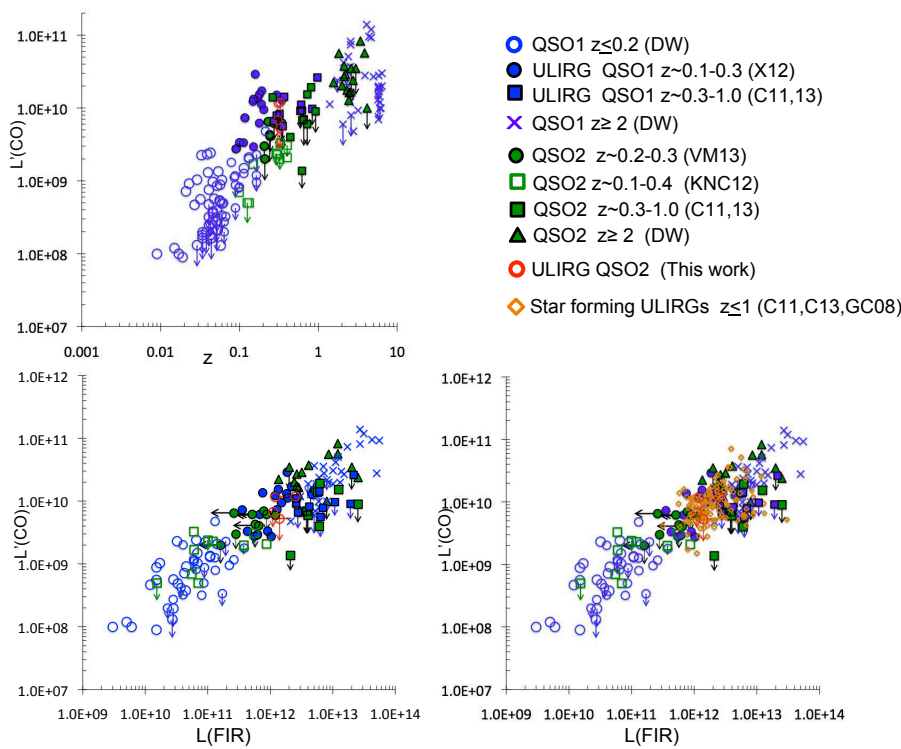 1.0E+11
1.0E+10
1.0E+09
1.0E+08
1.0E+07
L'(CO)
0.001
0.01
0.1
1
10
z
QSO1 z≤0.2 (DW)
ULIRG QSO1 z~0.1-0.3 (X12)
ULIRG QSO1 z~0.3-1.0 (C11,13)
QSO1 z≥ 2 (DW)
QSO2 z~0.2-0.3 (VM13)
QSO2 z~0.1-0.4 (KNC12)
QSO2 z~0.3-1.0 (C11,13)
QSO2 z≥ 2 (DW)
ULIRG QSO2 (This work)
Star forming ULIRGs z≤1 (C11,C13,GC08)
1.0E+12
1.0E+11
1.0E+10
1.0E+09
1.0E+08
1.0E+07
L'(CO)
1.0E+09
1.0E+10
1.0E+11
1.0E+12
1.0E+13
1.0E+14
L(FIR)
1.0E+12
1.0E+11
1.0E+10
1.0E+09
1.0E+08
1.0E+07
L'(CO)
1.0E+09
1.0E+10
1.0E+11
1.0E+12
1.0E+13
1.0E+14
L(FIR)